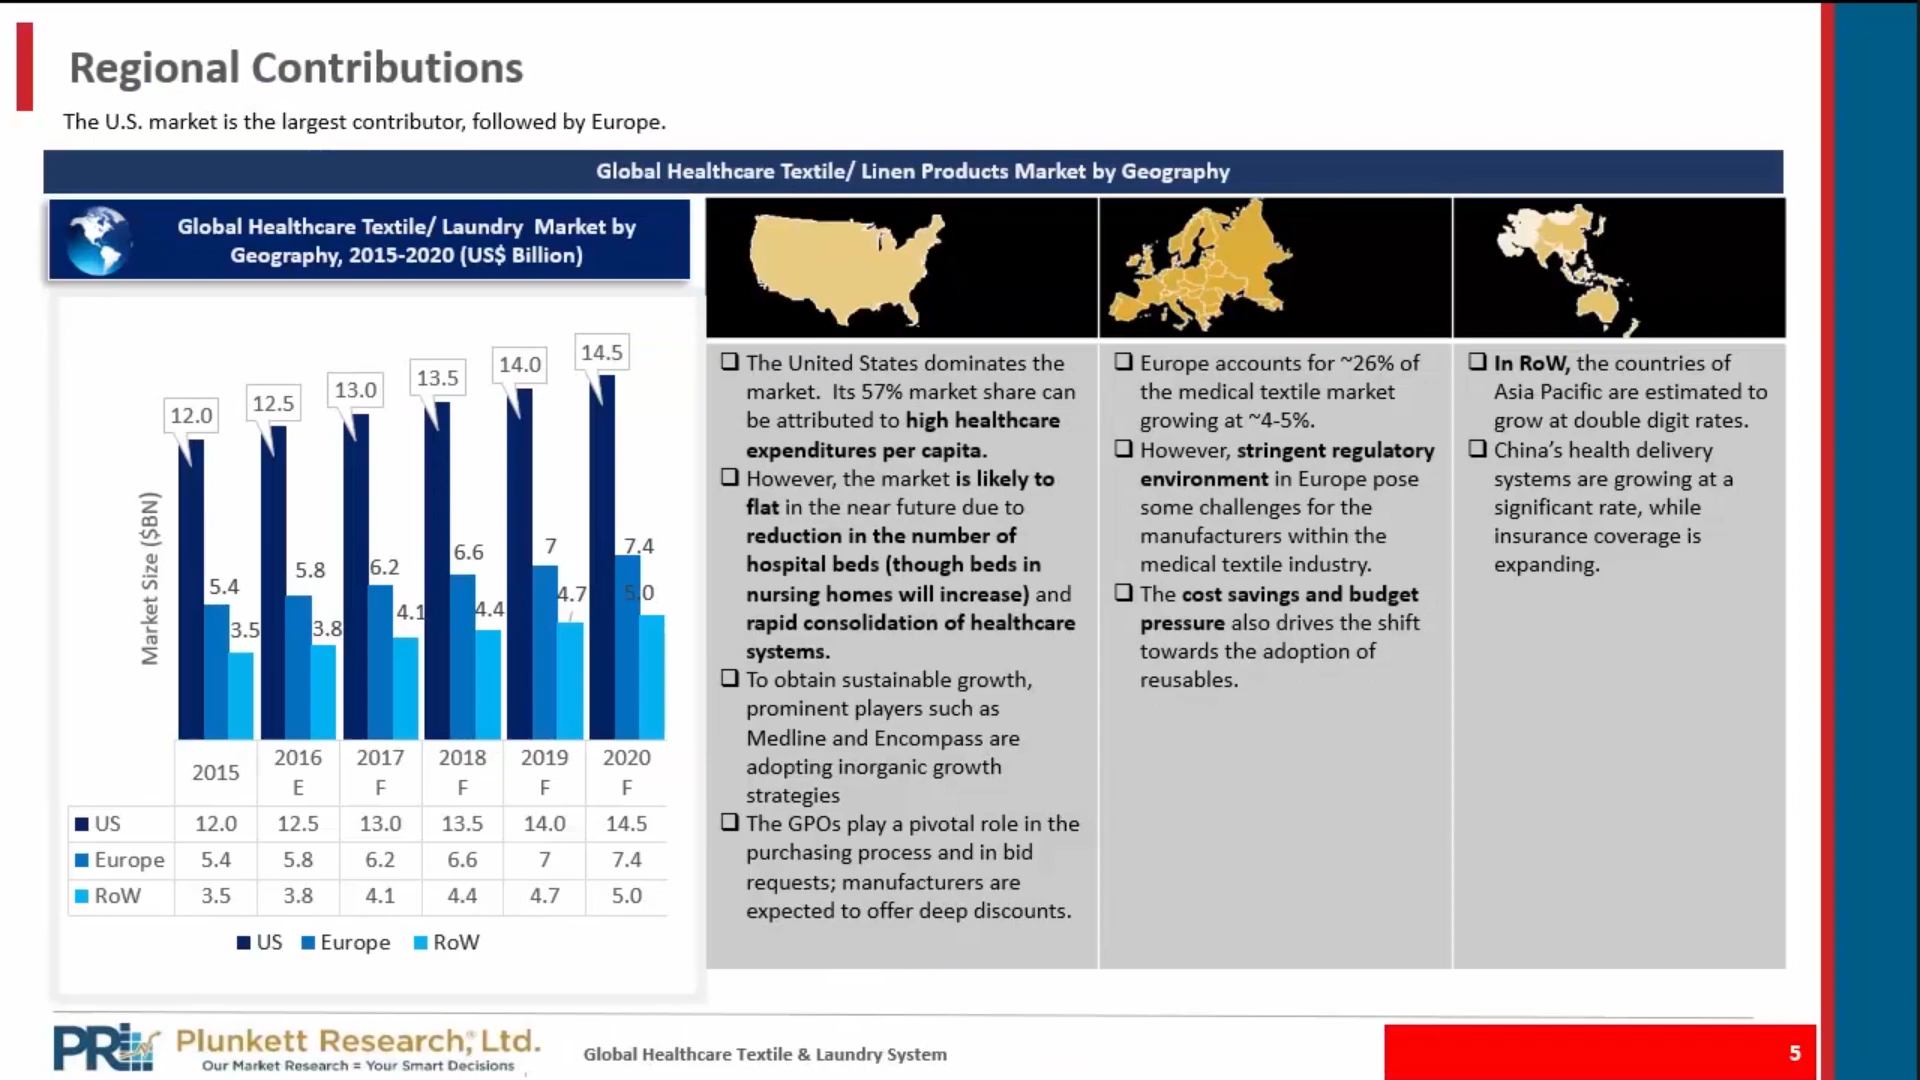 Regional Contributions
The U.S. market is the largest contributor, followed by Europe.
Global Healthcare Textile/ Linen Products Market by Geography
Global Healthcare Textile/ Laundry Market by
Geography, 2015-2020 (US$ Billion)
Market Size ($BN)
12.0
12.5
13.0
13.5
14.0
14.5
5.4
5.8
6.2
6.6
7
7.4
3.5
3.8
4.1
4.4
4.7
5.0
2015 2016 E 2017 F 2018 F 2019 F 2020 F
US 12.0 12.5 13.0 13.5 14.0 14.5
Europe 5.4 5.8 6.2 6.6 7 7.4
RoW 3.5 3.8 4.1 4.4 4.7 5.0
US Europe RoW
The United States dominates the
market. Its 57% market share can
be attributed to high healthcare
expenditures per capita.
However, the market is likely to
flat in the near future due to
reduction in the number of
hospital beds (though beds in
nursing homes will increase) and
rapid consolidation of healthcare
systems.
To obtain sustainable growth,
prominent players such as
Medline and Encompass are
adopting inorganic growth
strategies
The GPOs play a pivotal role in the
purchasing process and in bid
requests; manufacturers are
expected to offer deep discounts.
Europe accounts for ~26% of
the medical textile market
growing at ~4-5%.
However, stringent regulatory
environment in Europe pose
some challenges for the
manufacturers within the
medical textile industry.
The cost savings and budget
pressure also drives the shift
towards the adoption of
reusables.
In RoW, the countries of
Asia Pacific are estimated to
grow at double digit rates.
China's health delivery
systems are growing at a
significant rate, while
insurance coverage is
expanding.
PRi Plunkett Research,® Ltd.
Our Market Research = Your Smart Decisions
Global Healthcare Textile & Laundry System
5